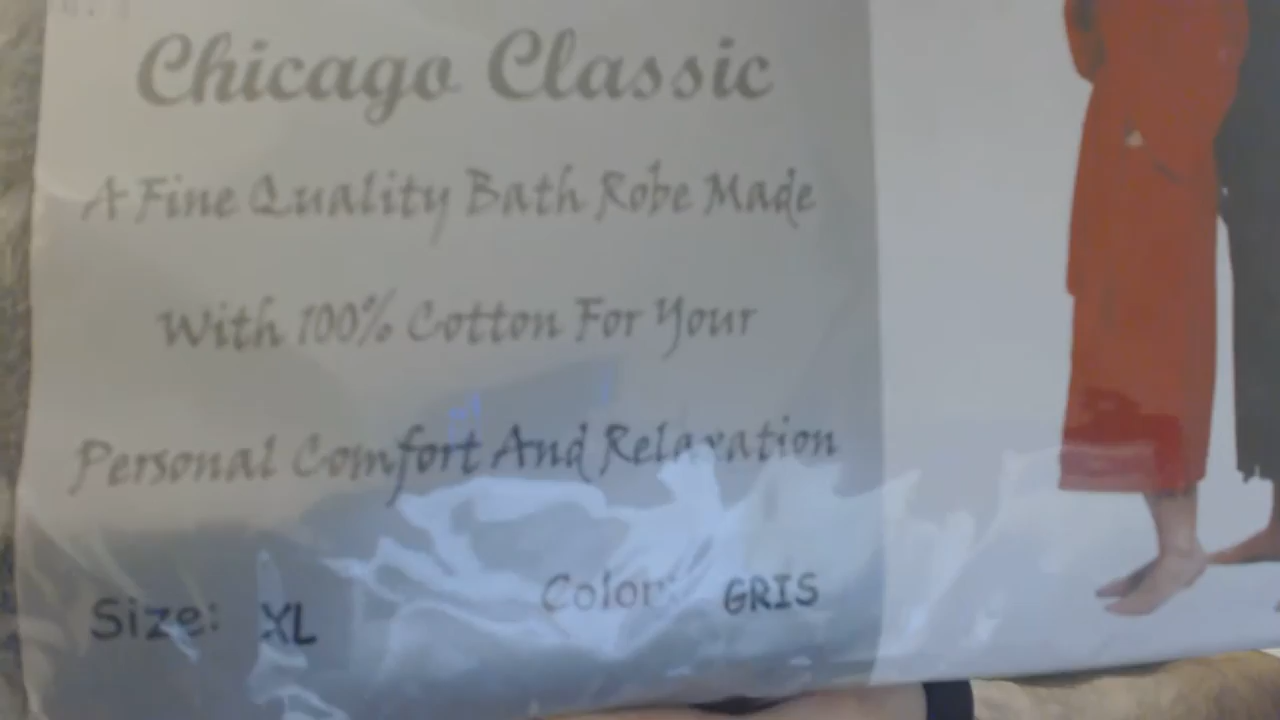 Chicago Classic
A Fine Quality Bath Robe Made
With 100% Cotton For Your
Personal Comfort And Relaxation
Size: XL Color: GRIS